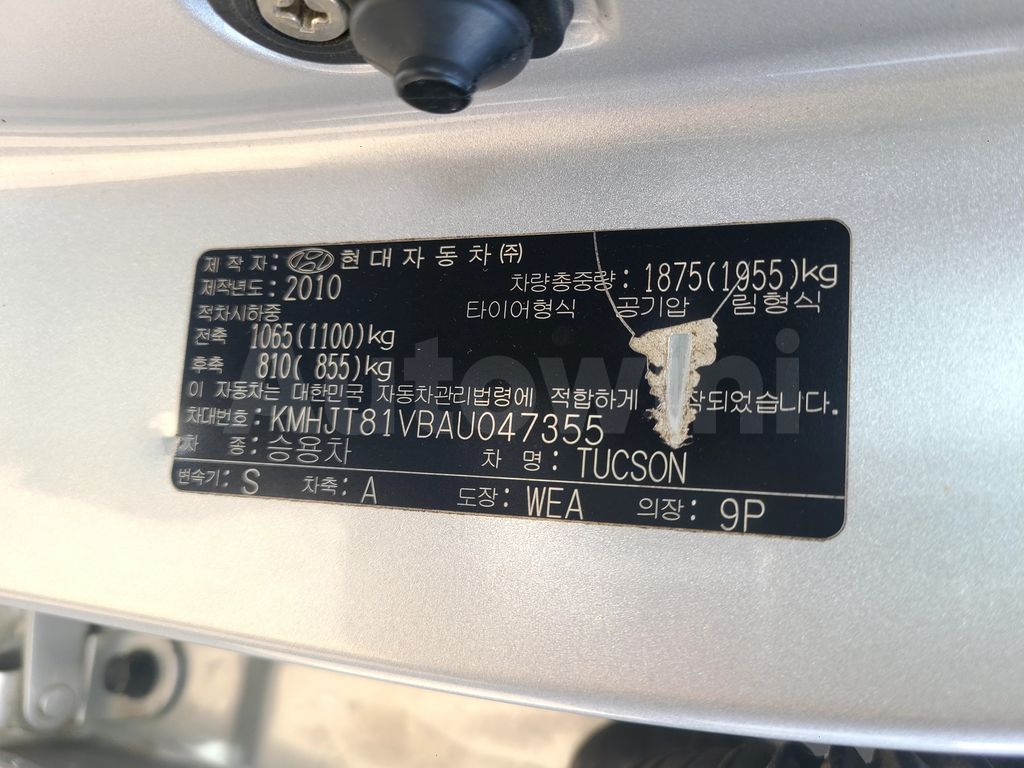 제작자: 현대자동차(주)
제작년도: 2010 차량총중량: 1875(1955)kg
적차시하중 타이어형식 공기압 림형식
전축 1065(1100)kg
후축 810( 855)kg
이 자동차는 대한민국 자동차관리법령에 적합하게 작되었습니다.
차대번호: KMHJT81VBAU047355
차 종: 승용차 차 명: TUCSON
변속기: S 차축: A 도장: WEA 의장: 9P
Autowini